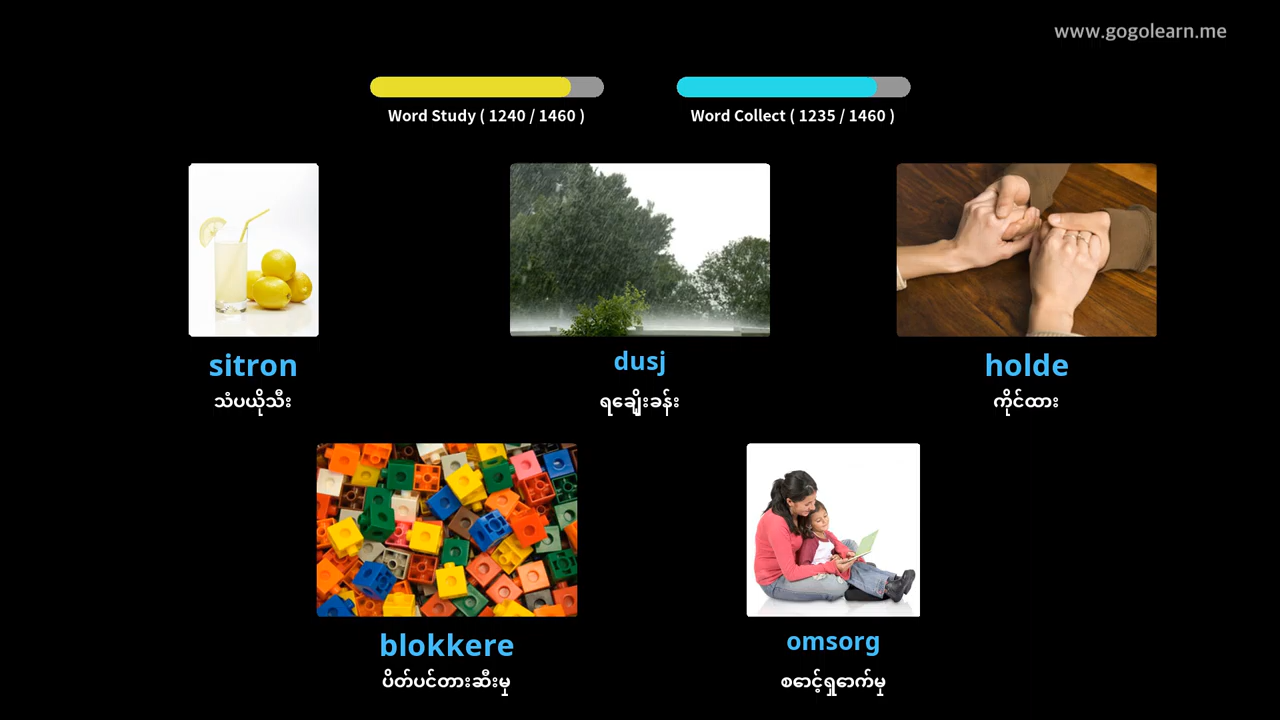 www.gogolearn.me
Word Study ( 1240 / 1460 )
Word Collect ( 1235 / 1460 )
sitron
သံပယိုသီး
dusj
ရချေိုးခန်း
holde
ကိုင်ထား
blokkere
ပိတ်ပင်တားဆီးမှု
omsorg
စောင့်ရှောက်မှု